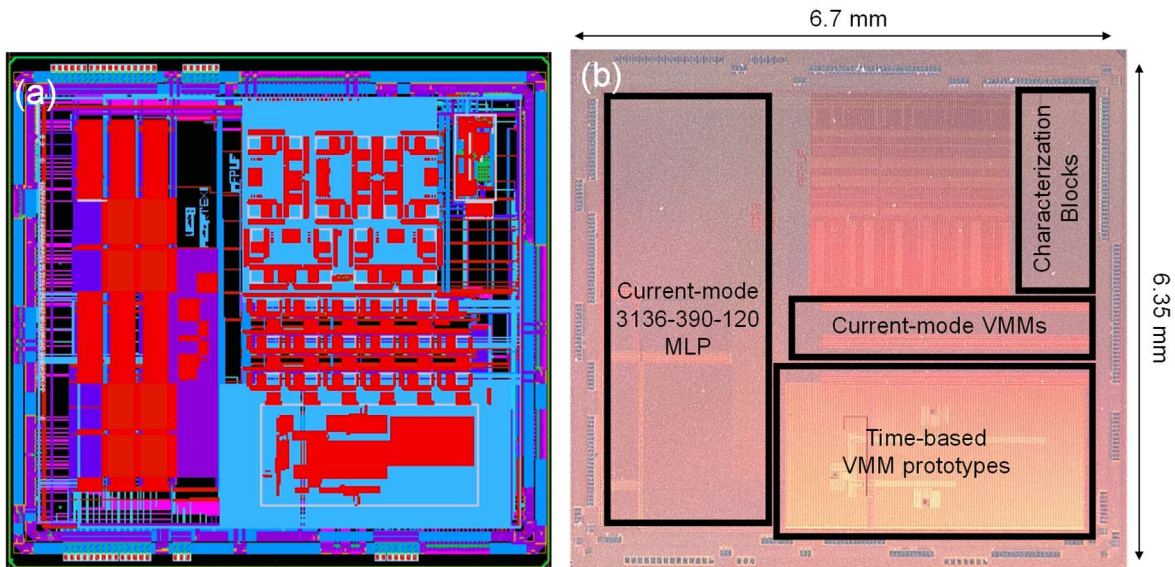 6.7 mm
(a)
(b)
Characterization
Blocks
Current-mode
3136-390-120
MLP
Current-mode VMMs
6.35 mm
Time-based
VMM prototypes